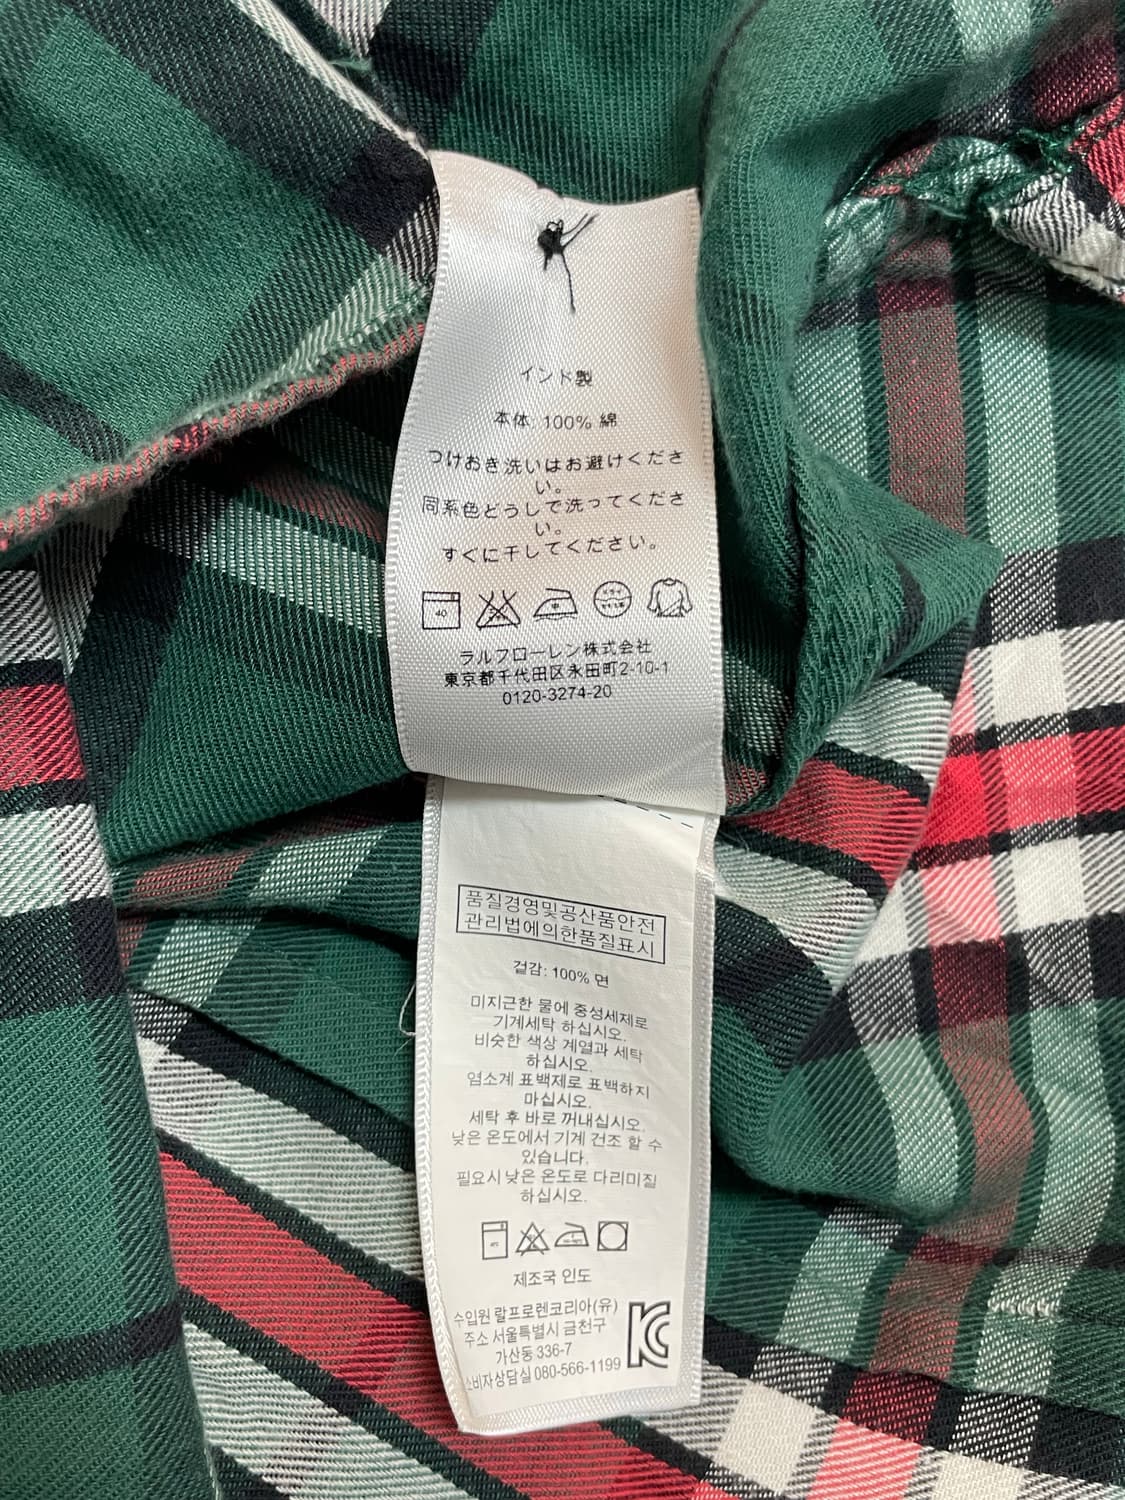 インド製
本体: 100% 綿
つけおき洗いはお避けくださ
い。
同系色どうしで洗ってくださ
い。
すぐに干してください。
40
中
ラルフローレン株式会社
東京都千代田区永田町2-10-1
0120-3274-20
품질경영및공산품안전
관리법에의한품질표시
겉감: 100% 면
미지근한 물에 중성세제로
기계세탁 하십시오.
비슷한 색상 계열과 세탁
하십시오.
염소계 표백제로 표백하지
마십시오.
세탁 후 바로 꺼내십시오.
낮은 온도에서 기계 건조 할 수
있습니다.
필요시 낮은 온도로 다리미질
하십시오.
제조국 인도
수입원 랄프로렌코리아(유)
주소 서울특별시 금천구
가산동 336-7
소비자상담실 080-566-1199
KC